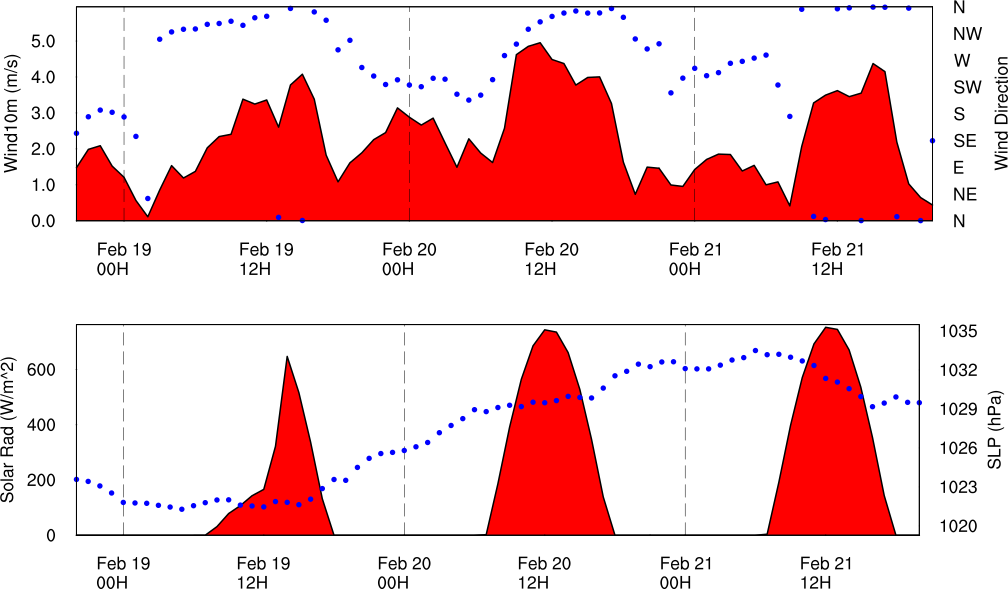 Wind10m (m/s)
5.0
4.0
3.0
2.0
1.0
0.0
N
NW
W
SW
S
SE
E
NE
N
Wind Direction
Feb 19 Feb 19 Feb 20 Feb 20 Feb 21 Feb 21
00H 12H 00H 12H 00H 12H
Solar Rad (W/m^2)
600
400
200
0
1035
1032
1029
1026
1023
1020
SLP (hPa)
Feb 19 Feb 19 Feb 20 Feb 20 Feb 21 Feb 21
00H 12H 00H 12H 00H 12H